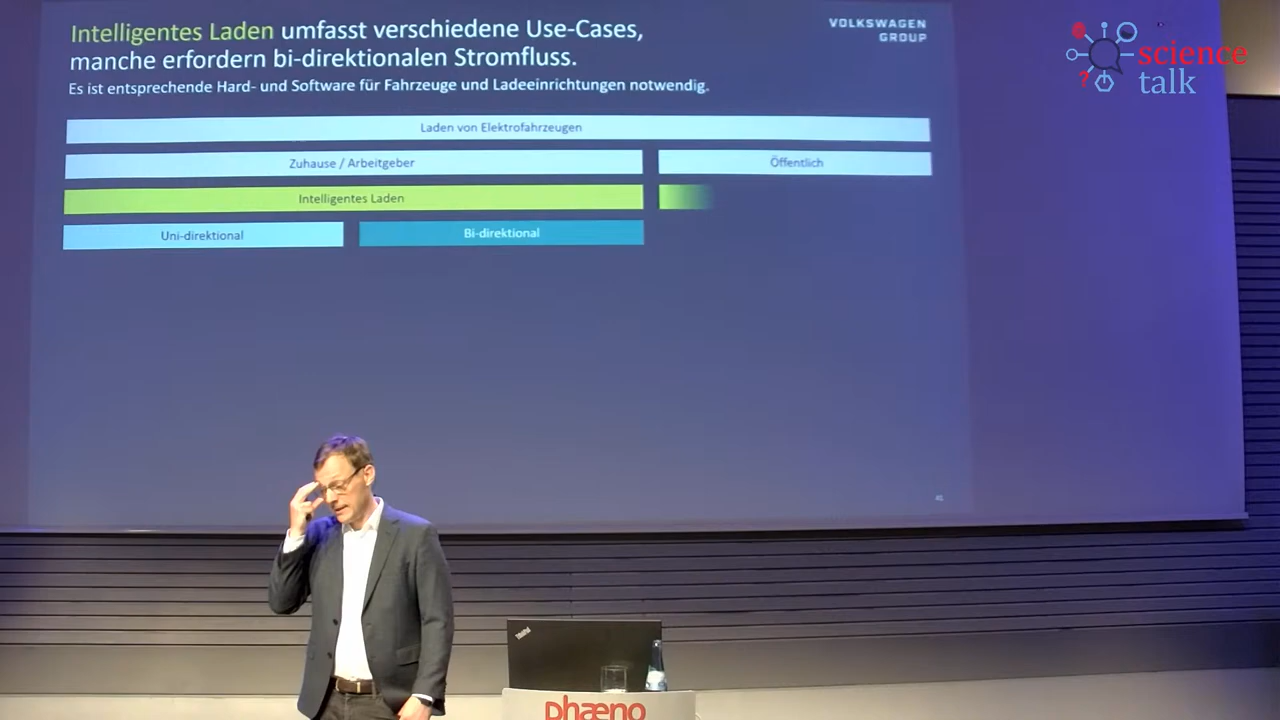 Intelligentes Laden umfasst verschiedene Use-Cases,
manche erfordern bi-direktionalen Stromfluss.
Es ist entsprechende Hard- und Software für Fahrzeuge und Ladeeinrichtungen notwendig.
VOLKSWAGEN
GROUP
science
talk
Laden von Elektrofahrzeugen
Zuhause / Arbeitgeber
Öffentlich
Intelligentes Laden
Uni-direktional
Bi-direktional
ThinkPad
phæno